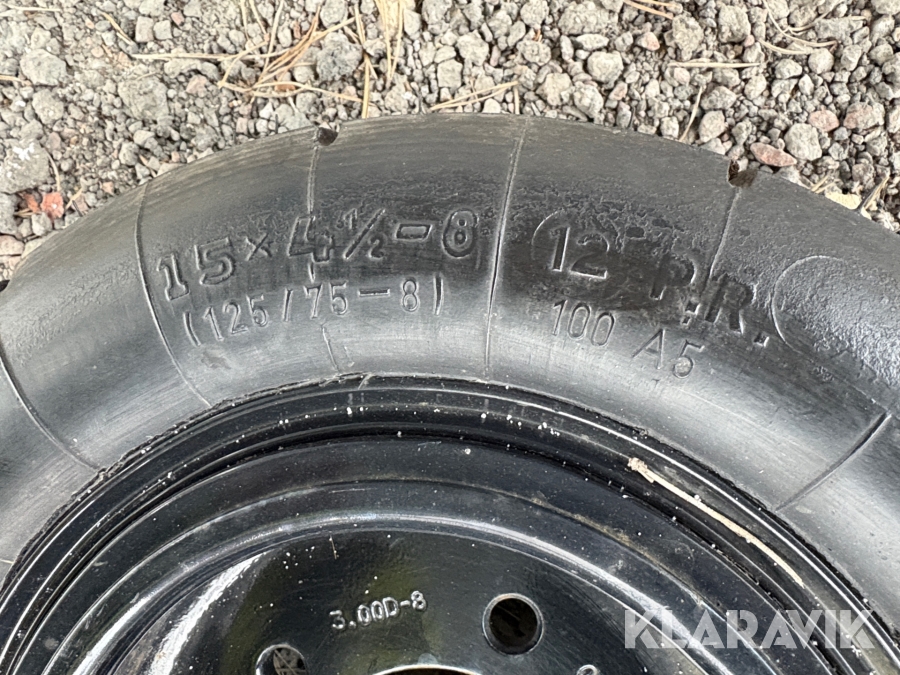 15×4½-8
(125/75-8)
12 P.R.
100 A5
3.00D-8
KLARAVIK